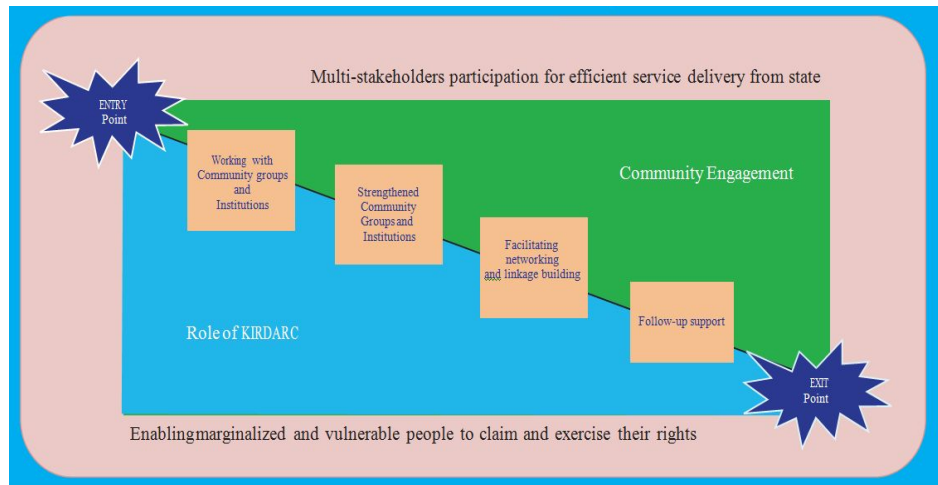 Multi-stakeholders participation for efficient service delivery from state
ENTRY
Point
Working with
Community groups
and
Institutions
Strengthened
Community
Groups and
Institutions
Community Engagement
Facilitating
networking
and linkage building
Role of KIRDARC
Follow-up support
EXIT
Point
Enabling marginalized and vulnerable people to claim and exercise their rights